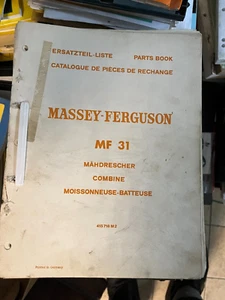 ERSATZTEIL-LISTE PARTS BOOK
CATALOGUE DE PIÈCES DE RECHANGE
MASSEY-FERGUSON
MF 31
MÄHDRESCHER
COMBINE
MOISSONNEUSE-BATTEUSE